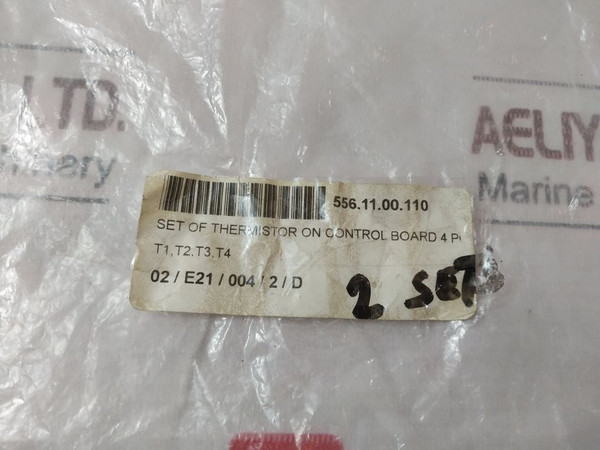 LTD.
AELIY
Marine
556.11.00.110
SET OF THERMISTOR ON CONTROL BOARD 4
T1,T2,T3,T4
02 / E21 / 004 / 2 / D
2 SET